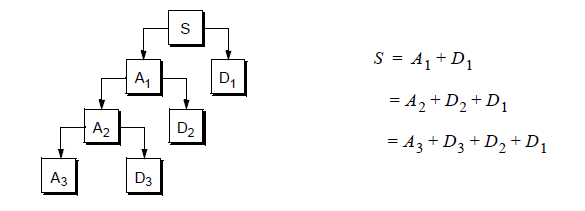 S
A1
D1
A2
D2
A3
D3
S = A1 + D1
= A2 + D2 + D1
= A3 + D3 + D2 + D1